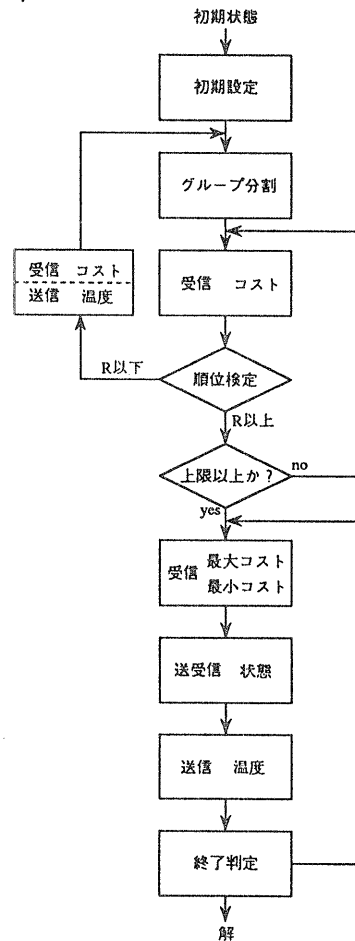 初期状態
初期設定
グループ分割
受信 コスト
送信 温度
受信 コスト
順位検定
R以下
R以上
上限以上か?
no
yes
受信 最大コスト
最小コスト
送受信 状態
送信 温度
終了判定
解